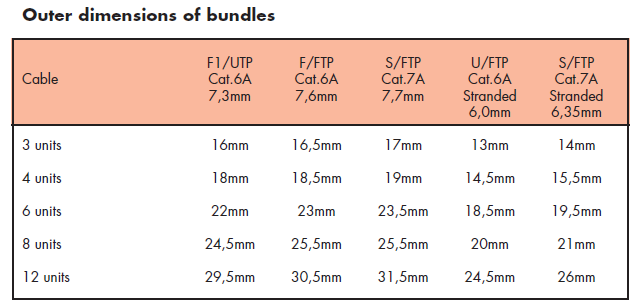 Outer dimensions of bundles
Cable F1/UTP Cat.6A 7,3mm F/FTP Cat.6A 7,6mm S/FTP Cat.7A 7,7mm U/FTP Cat.6A Stranded 6,0mm S/FTP Cat.7A Stranded 6,35mm
3 units 16mm 16,5mm 17mm 13mm 14mm
4 units 18mm 18,5mm 19mm 14,5mm 15,5mm
6 units 22mm 23mm 23,5mm 18,5mm 19,5mm
8 units 24,5mm 25,5mm 25,5mm 20mm 21mm
12 units 29,5mm 30,5mm 31,5mm 24,5mm 26mm